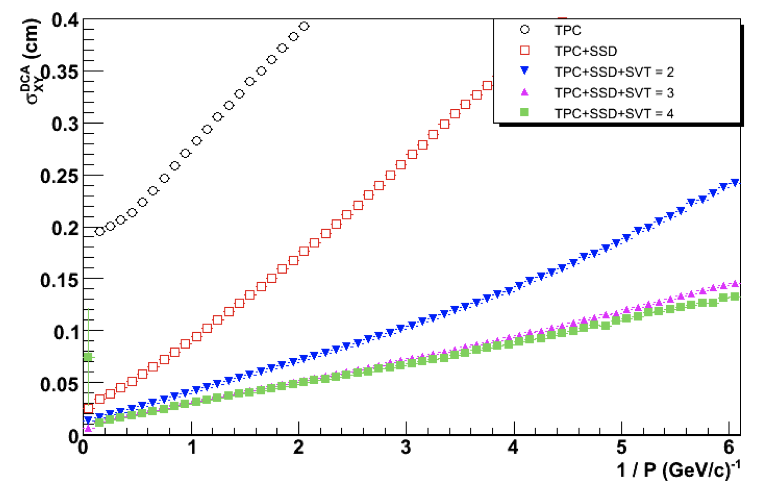 σ_XY^DCA (cm)
0.4
0.35
0.3
0.25
0.2
0.15
0.1
0.05
0
TPC
TPC+SSD
TPC+SSD+SVT = 2
TPC+SSD+SVT = 3
TPC+SSD+SVT = 4
0 1 2 3 4 5 6
1 / P (GeV/c)^-1